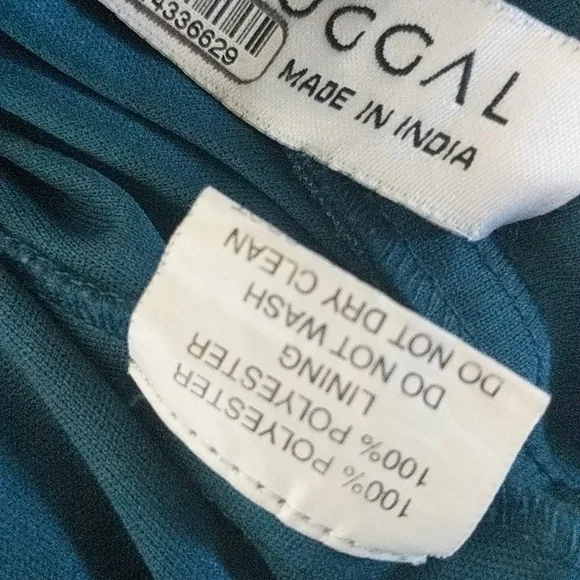 4336629
UGGAL
MADE IN INDIA
100% POLYESTER
100% POLYESTER
LINING
DO NOT WASH
DO NOT DRY CLEAN